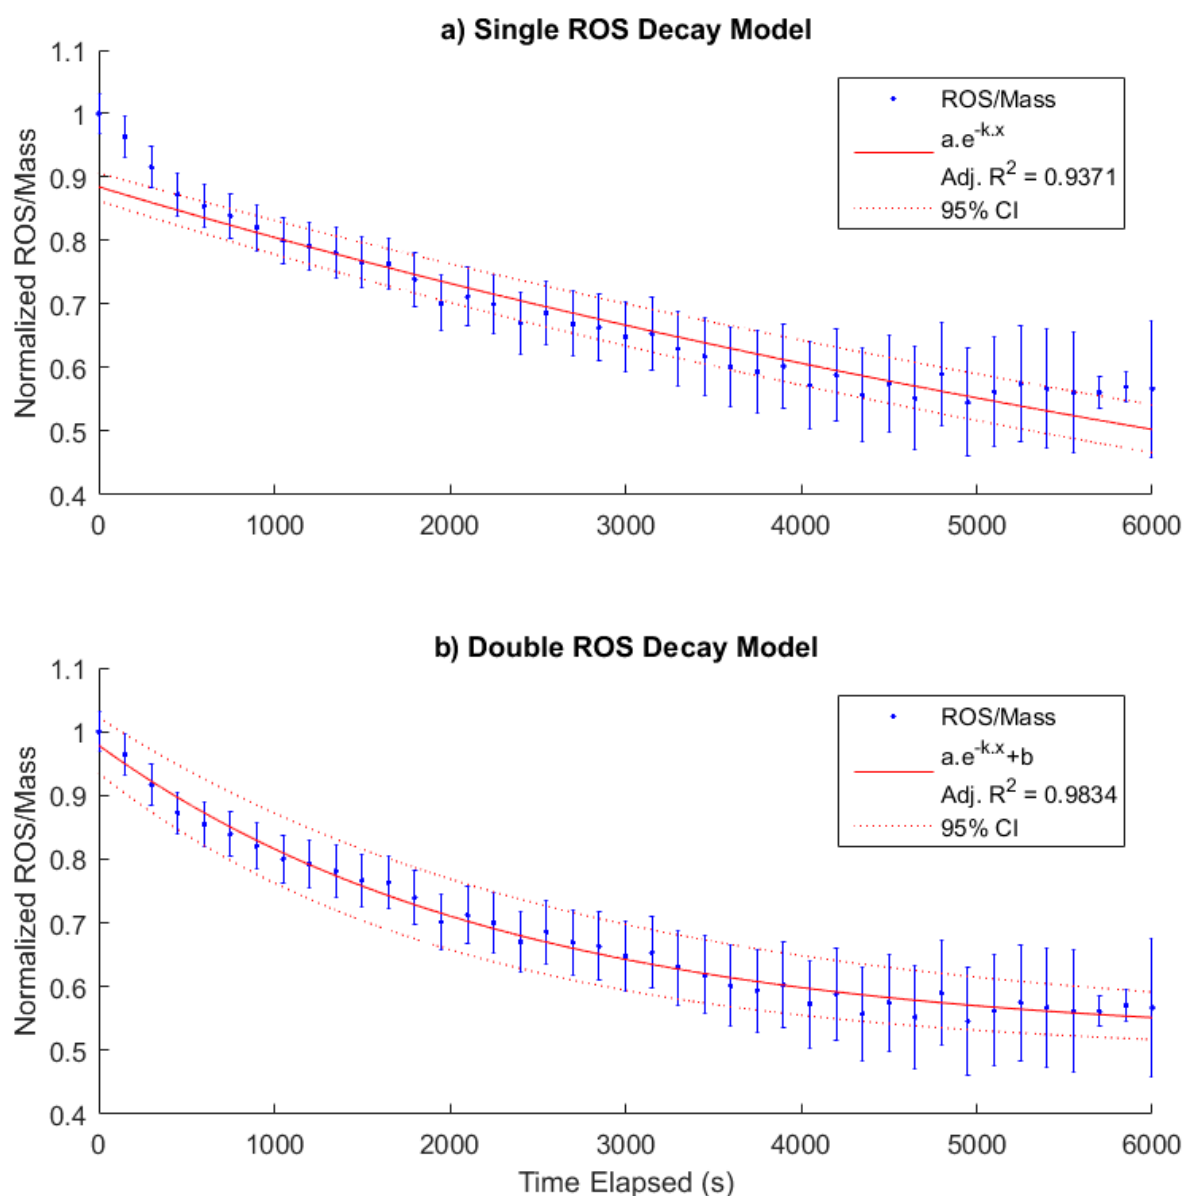 a) Single ROS Decay Model
1.1
1
0.9
0.8
0.7
0.6
0.5
0.4
Normalized ROS/Mass
ROS/Mass
a.e^-k.x
Adj. R^2 = 0.9371
95% CI
0 1000 2000 3000 4000 5000 6000
b) Double ROS Decay Model
1.1
1
0.9
0.8
0.7
0.6
0.5
0.4
Normalized ROS/Mass
ROS/Mass
a.e^-k.x+b
Adj. R^2 = 0.9834
95% CI
0 1000 2000 3000 4000 5000 6000
Time Elapsed (s)